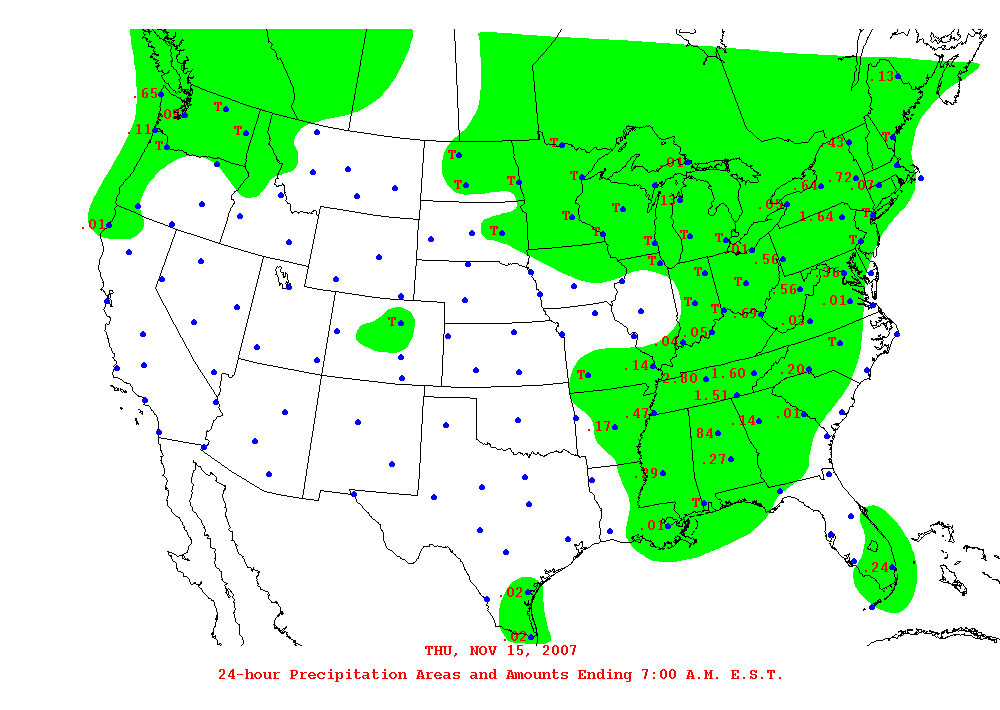 .13
.65
T
.05
.11
T
T
T
.43
T
T
.01
T
T
T
.72
.07
.64
T
.13
.05
T
T
1.64
T
.01
T
T
T
T
T
T
.01
.56
T
T
.38
.56
T
.01
T
T
.69
.03
.05
.04
T
.14
.20
T
2.80
1.60
1.51
.47
.01
.14
.17
.84
.27
.39
T
.01
.24
.02
.02
THU, NOV 15, 2007
24-hour Precipitation Areas and Amounts Ending 7:00 A.M. E.S.T.